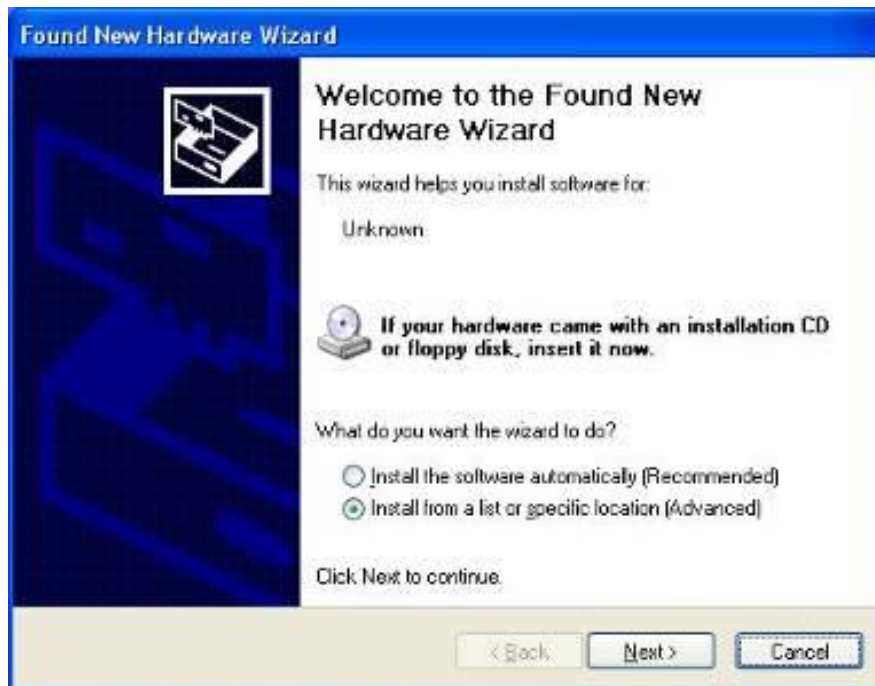 Found New Hardware Wizard
Welcome to the Found New
Hardware Wizard
This wizard helps you install software for:
Unknown
If your hardware came with an installation CD
or floppy disk, insert it now.
What do you want the wizard to do?
Install the software automatically (Recommended)
Install from a list or specific location (Advanced)
Click Next to continue.
< Back Next > Cancel